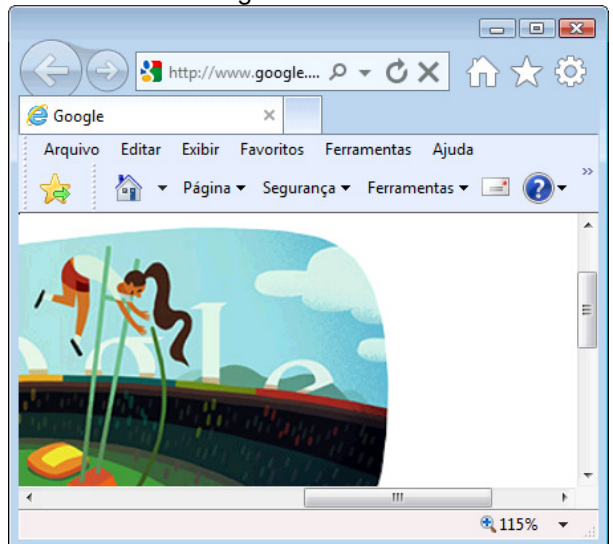 http://www.google....
Google
Arquivo Editar Exibir Favoritos Ferramentas Ajuda
Página Segurança Ferramentas
115%